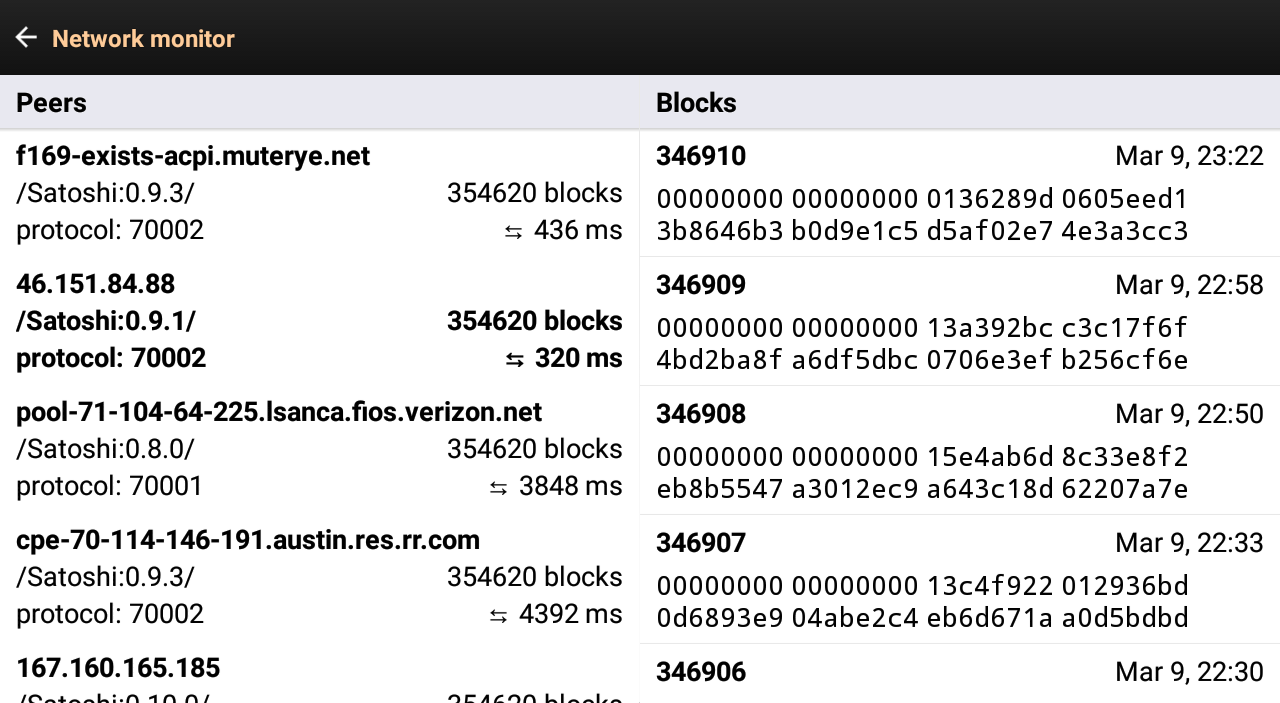 Network monitor
Peers
f169-exists-acpi.muterye.net
/Satoshi:0.9.3/ 354620 blocks
protocol: 70002 ⇆ 436 ms
46.151.84.88
/Satoshi:0.9.1/ 354620 blocks
protocol: 70002 ⇆ 320 ms
pool-71-104-64-225.lsanca.fios.verizon.net
/Satoshi:0.8.0/ 354620 blocks
protocol: 70001 ⇆ 3848 ms
cpe-70-114-146-191.austin.res.rr.com
/Satoshi:0.9.3/ 354620 blocks
protocol: 70002 ⇆ 4392 ms
167.160.165.185
/Satoshi:0.10.0/ 354620 blocks
Blocks
346910 Mar 9, 23:22
00000000 00000000 0136289d 0605eed1
3b8646b3 b0d9e1c5 d5af02e7 4e3a3cc3
346909 Mar 9, 22:58
00000000 00000000 13a392bc c3c17f6f
4bd2ba8f a6df5dbc 0706e3ef b256cf6e
346908 Mar 9, 22:50
00000000 00000000 15e4ab6d 8c33e8f2
eb8b5547 a3012ec9 a643c18d 62207a7e
346907 Mar 9, 22:33
00000000 00000000 13c4f922 012936bd
0d6893e9 04abe2c4 eb6d671a a0d5bdbd
346906 Mar 9, 22:30